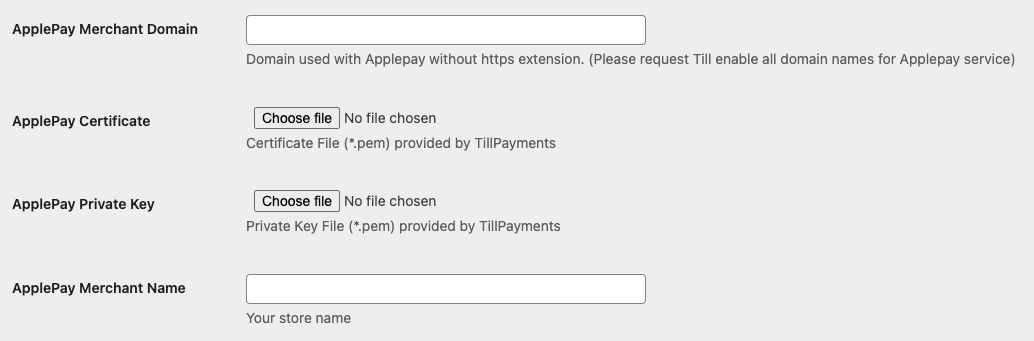 ApplePay Merchant Domain
Domain used with Applepay without https extension. (Please request Till enable all domain names for Applepay service)
ApplePay Certificate
Choose file No file chosen
Certificate File (*.pem) provided by TillPayments
ApplePay Private Key
Choose file No file chosen
Private Key File (*.pem) provided by TillPayments
ApplePay Merchant Name
Your store name